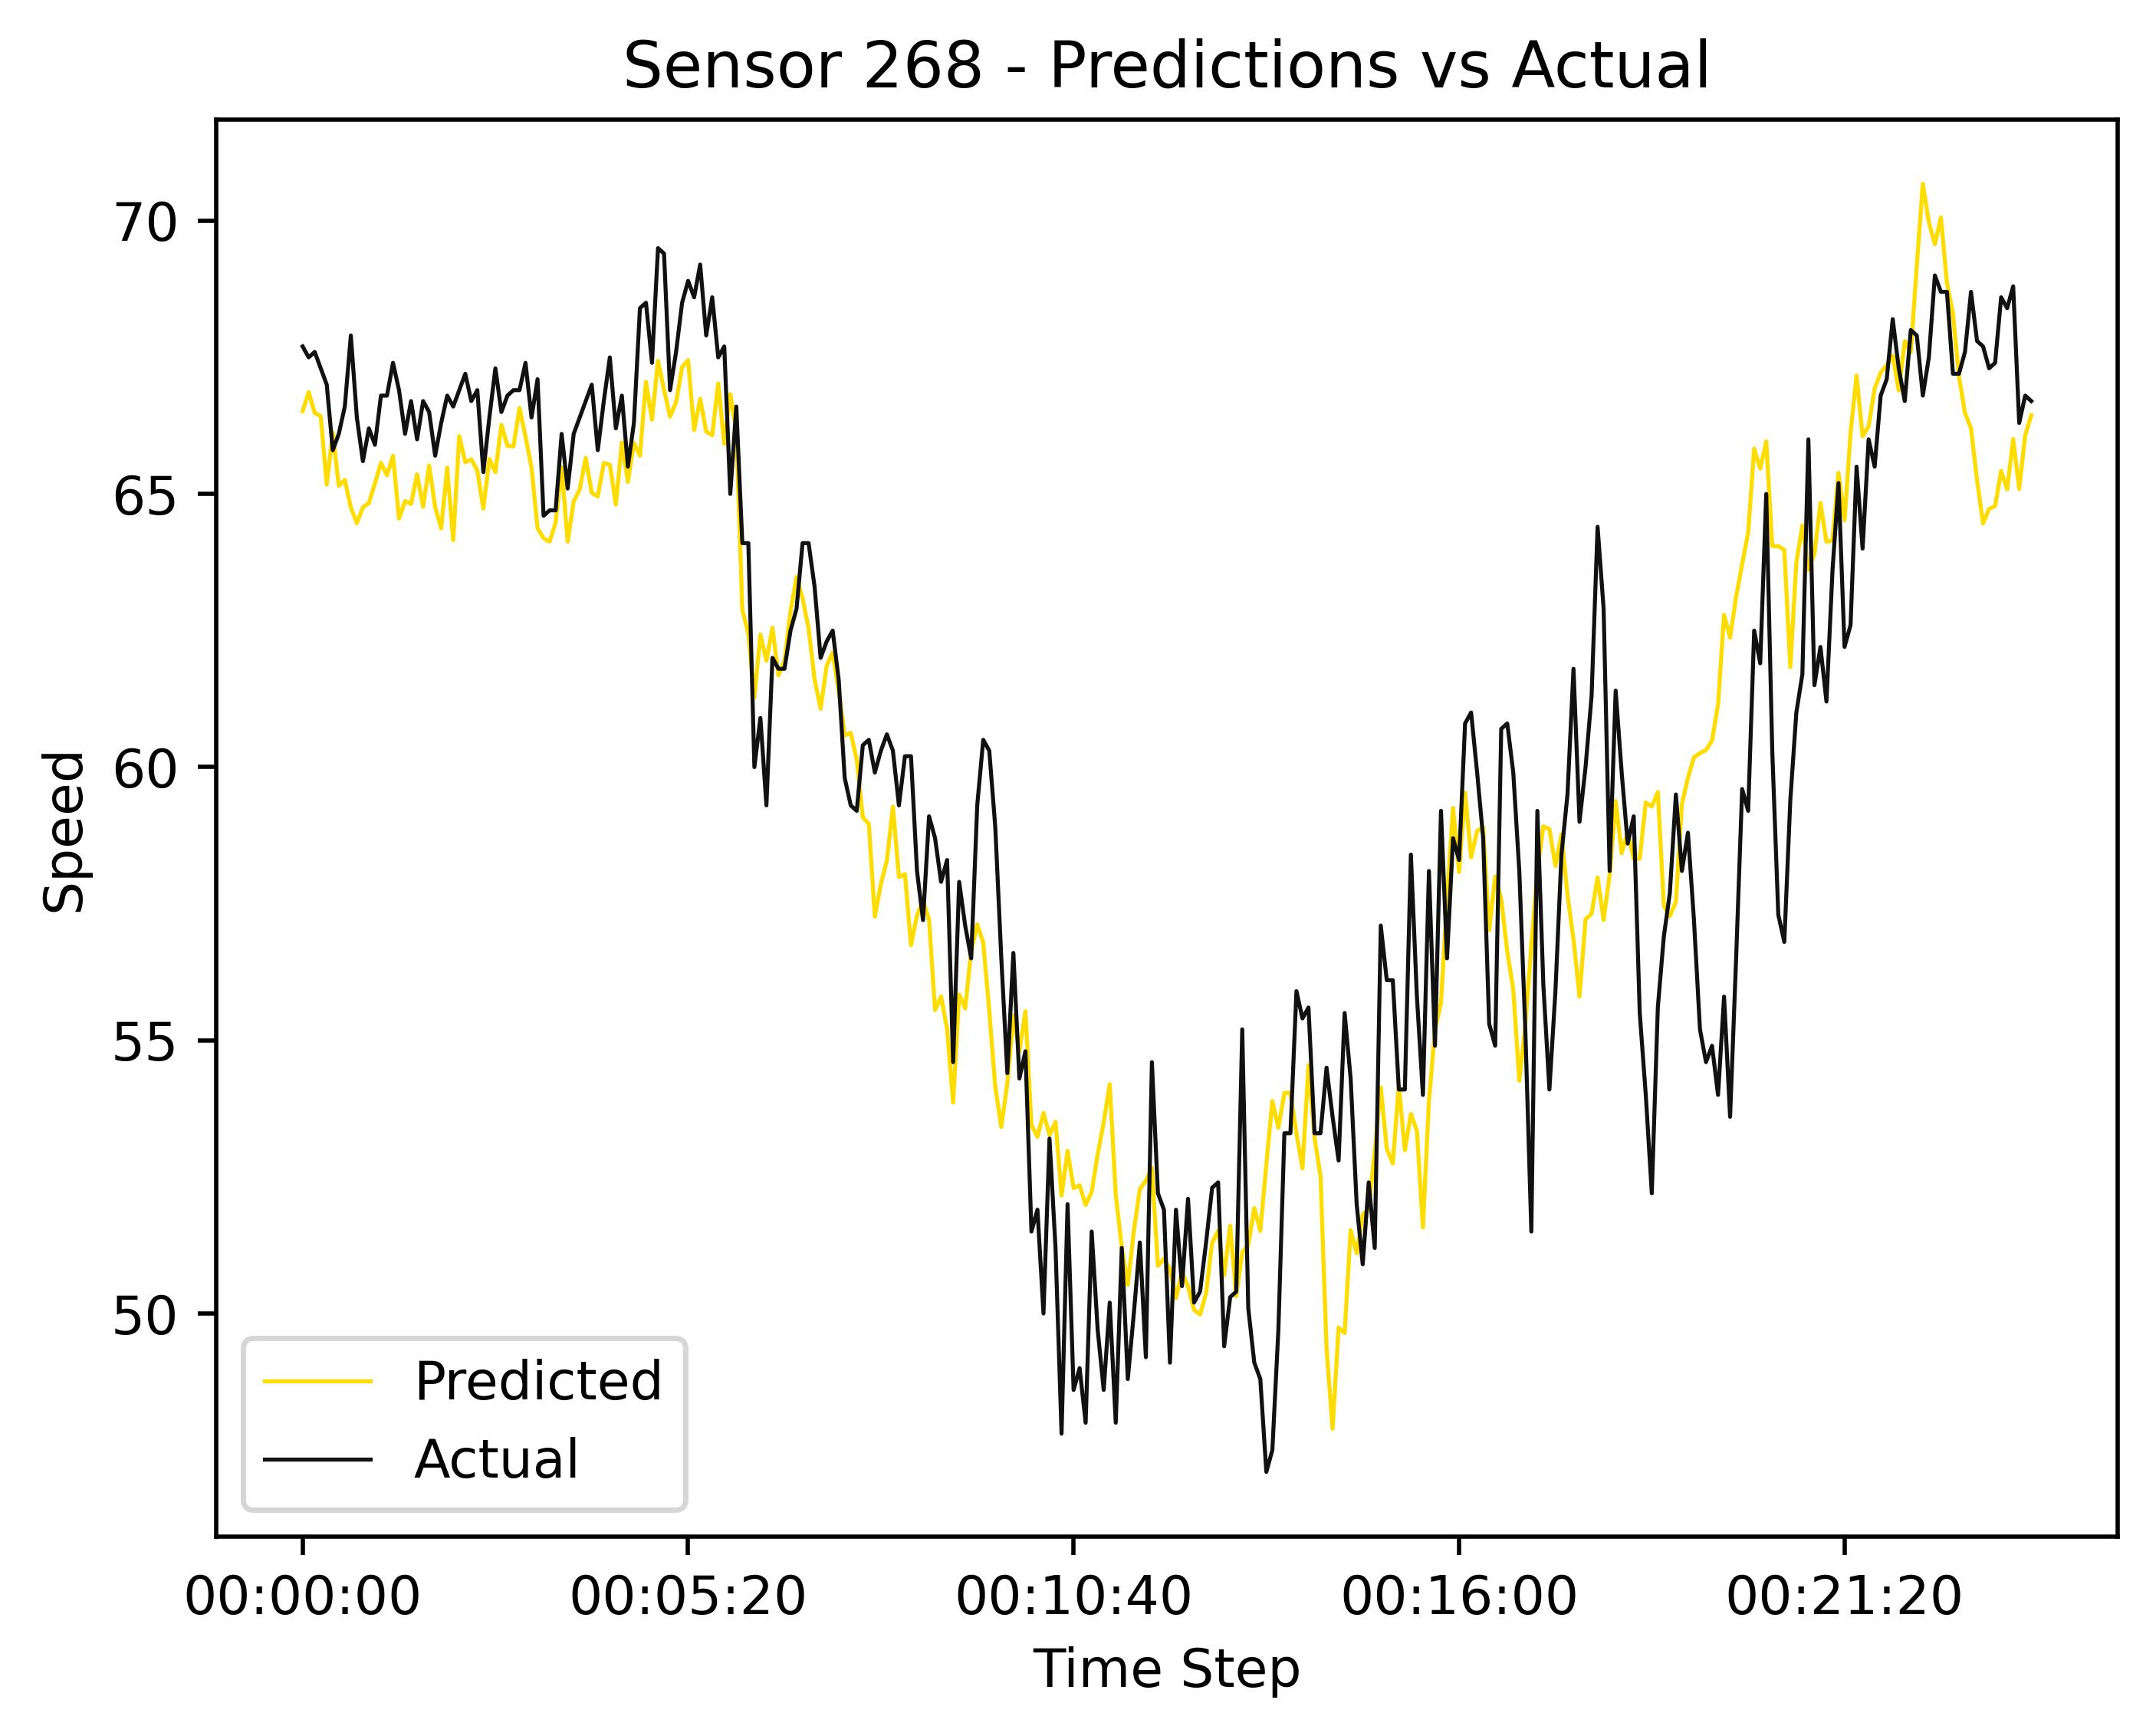 Sensor 268 - Predictions vs Actual
70
65
60
55
50
Speed
Predicted
Actual
00:00:00 00:05:20 00:10:40 00:16:00 00:21:20
Time Step